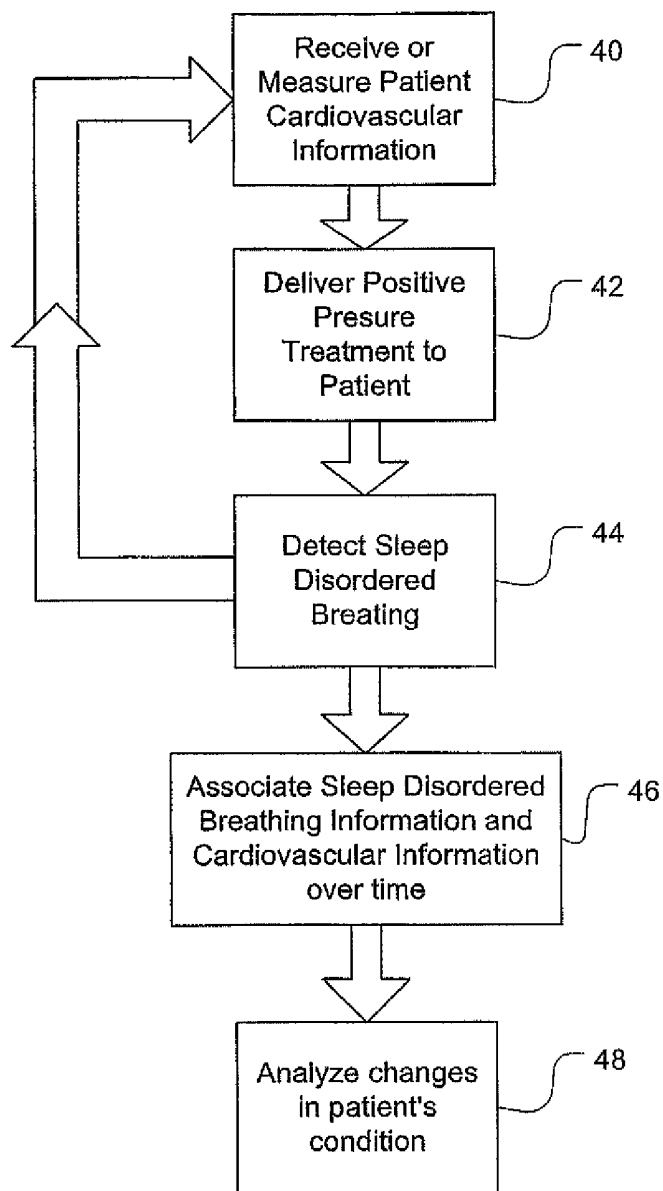 Receive or
Measure Patient
Cardiovascular
Information
40
Deliver Positive
Presure
Treatment to
Patient
42
Detect Sleep
Disordered
Breating
44
Associate Sleep Disordered
Breathing Information and
Cardiovascular Information
over time
46
Analyze changes
in patient's
condition
48